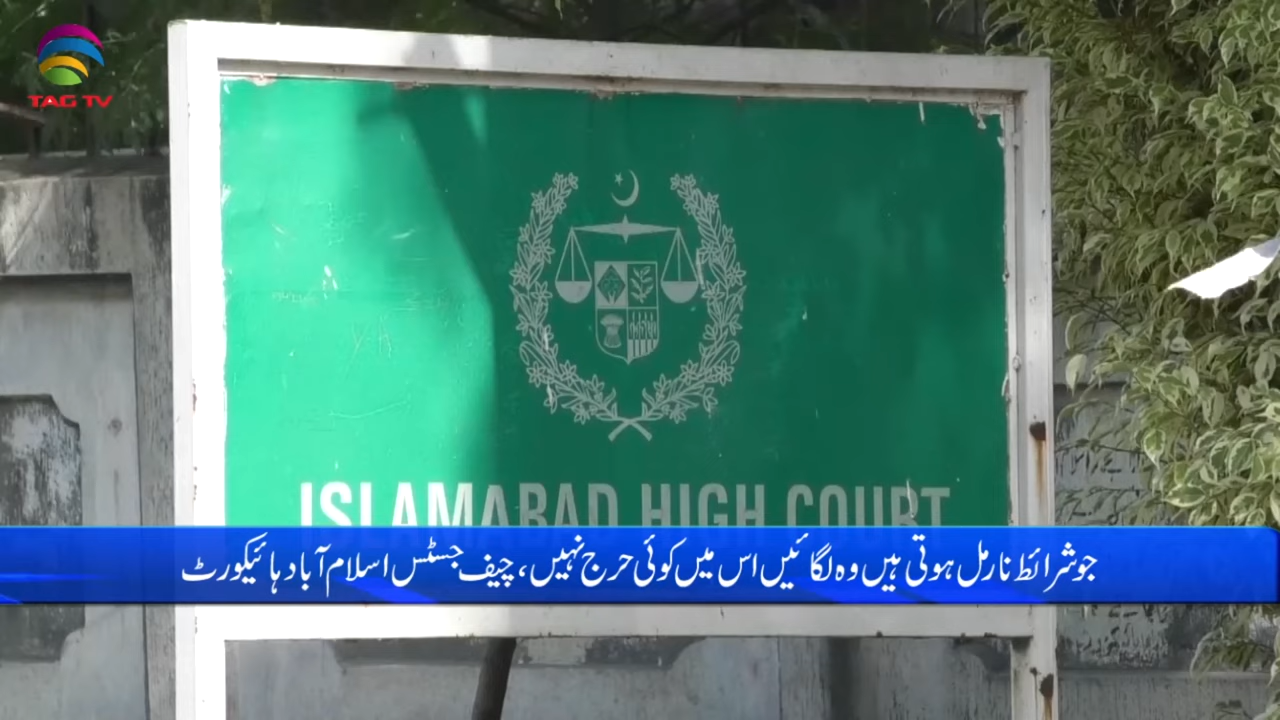 TAG TV
ISLAMABAD HIGH COURT
جو شرائط نارمل ہوتی ہیں وہ لگائیں اس میں کوئی حرج نہیں، چیف جسٹس اسلام آباد ہائیکورٹ